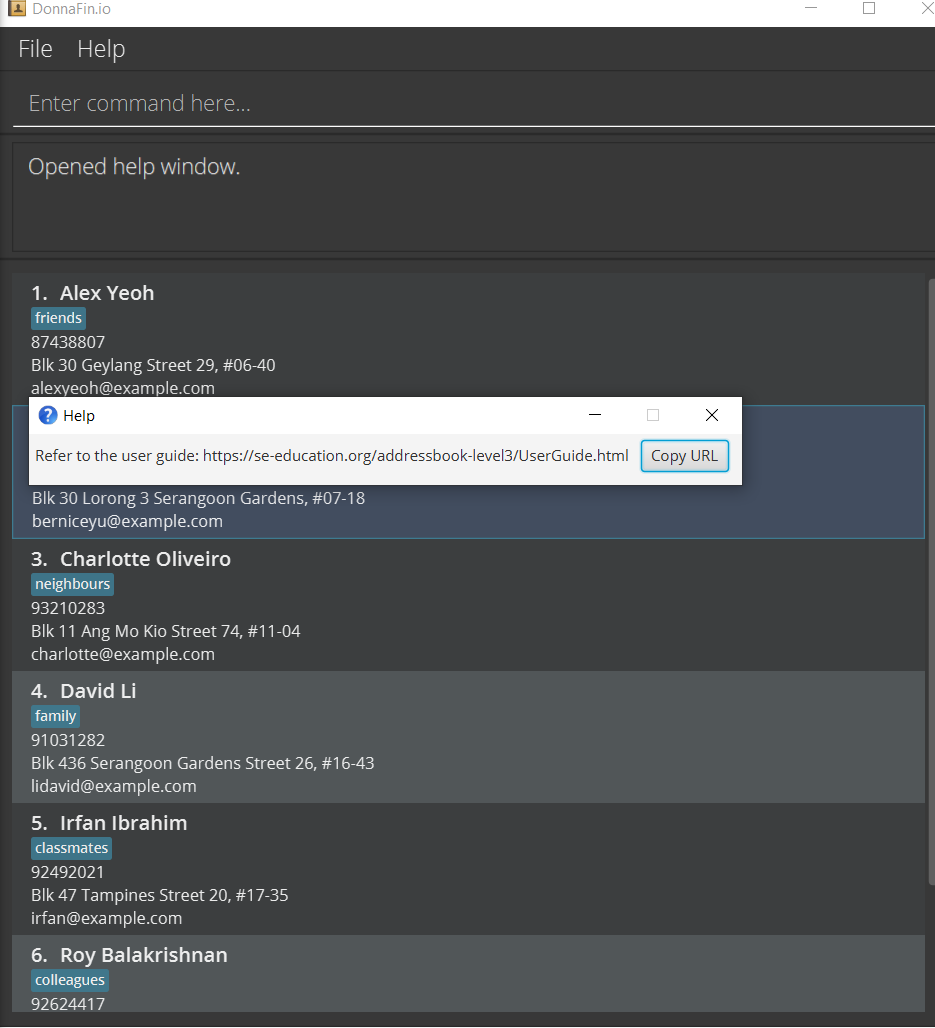 DonnaFin.io
File Help
Enter command here...
Opened help window.
1. Alex Yeoh
friends
87438807
Blk 30 Geylang Street 29, #06-40
alexyeoh@example.com
Help
Refer to the user guide: https://se-education.org/addressbook-level3/UserGuide.html Copy URL
Blk 30 Lorong 3 Serangoon Gardens, #07-18
berniceyu@example.com
3. Charlotte Oliveiro
neighbours
93210283
Blk 11 Ang Mo Kio Street 74, #11-04
charlotte@example.com
4. David Li
family
91031282
Blk 436 Serangoon Gardens Street 26, #16-43
lidavid@example.com
5. Irfan Ibrahim
classmates
92492021
Blk 47 Tampines Street 20, #17-35
irfan@example.com
6. Roy Balakrishnan
colleagues
92624417